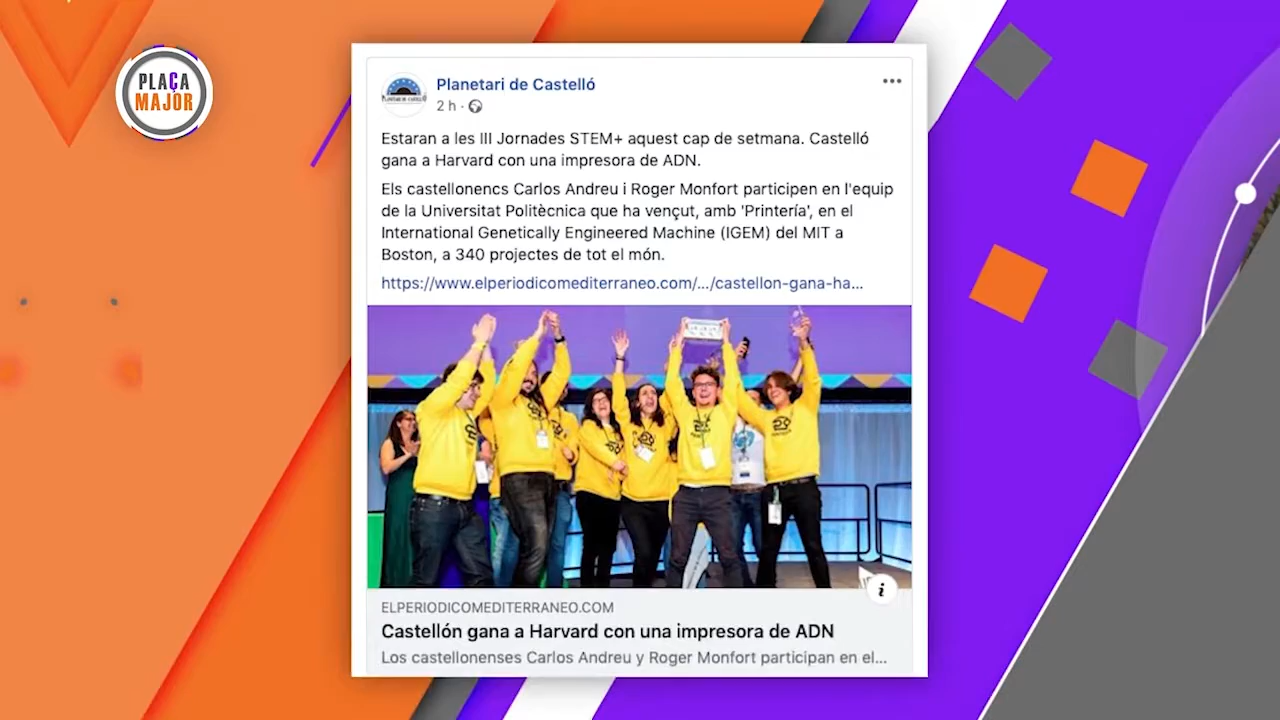 PLAÇA
MAJOR
Planetari de Castelló
2 h ·
Estaran a les III Jornades STEM+ aquest cap de setmana. Castelló
gana a Harvard con una impresora de ADN.
Els castellonencs Carlos Andreu i Roger Monfort participen en l'equip
de la Universitat Politècnica que ha vençut, amb 'Printería', en el
International Genetically Engineered Machine (IGEM) del MIT a
Boston, a 340 projectes de tot el món.
https://www.elperiodicomediterraneo.com/.../castellon-gana-ha...
i
ELPERIODICOMEDITERRANEO.COM
Castellón gana a Harvard con una impresora de ADN
Los castellonenses Carlos Andreu y Roger Monfort participan en el...